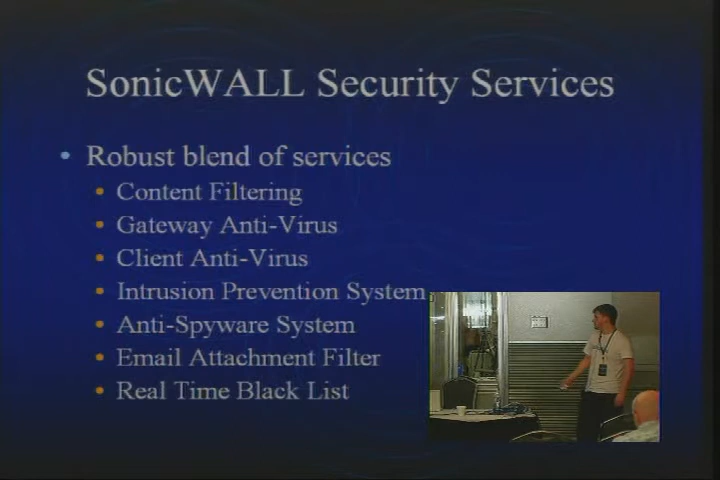 SonicWALL Security Services
• Robust blend of services
• Content Filtering
• Gateway Anti-Virus
• Client Anti-Virus
• Intrusion Prevention System
• Anti-Spyware System
• Email Attachment Filter
• Real Time Black List